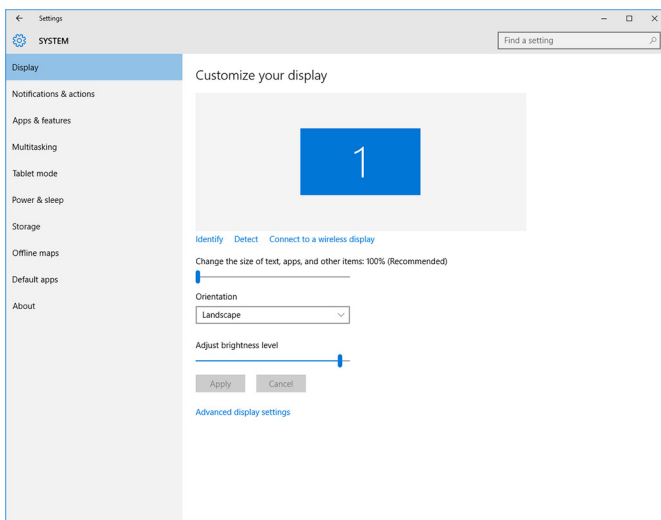 Settings
SYSTEM
Find a setting
Display
Notifications & actions
Apps & features
Multitasking
Tablet mode
Power & sleep
Storage
Offline maps
Default apps
About
Customize your display
1
Identify Detect Connect to a wireless display
Change the size of text, apps, and other items: 100% (Recommended)
Orientation
Landscape
Adjust brightness level
Apply Cancel
Advanced display settings